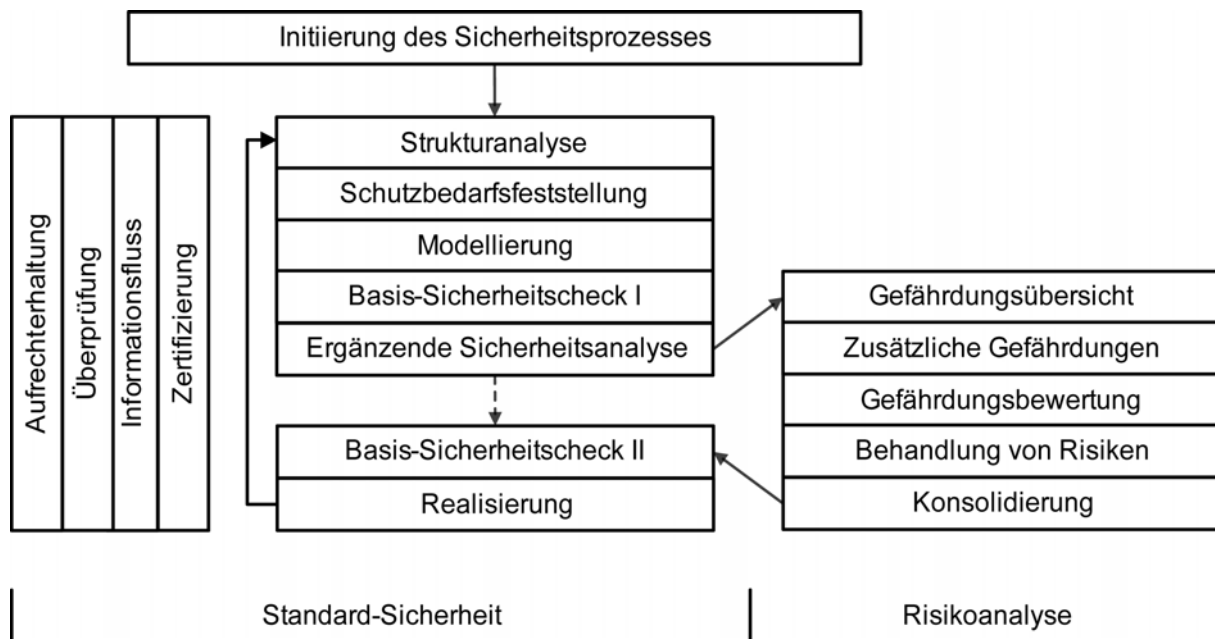 Initiierung des Sicherheitsprozesses
Aufrechterhaltung
Überprüfung
Informationsfluss
Zertifizierung
Strukturanalyse
Schutzbedarfsfeststellung
Modellierung
Basis-Sicherheitscheck I
Ergänzende Sicherheitsanalyse
Basis-Sicherheitscheck II
Realisierung
Gefährdungsübersicht
Zusätzliche Gefährdungen
Gefährdungsbewertung
Behandlung von Risiken
Konsolidierung
Standard-Sicherheit
Risikoanalyse